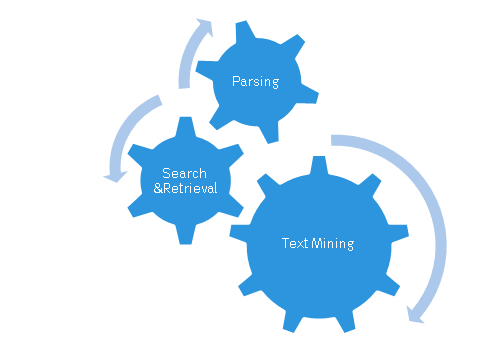 Parsing
Search
&Retrieval
Text Mining